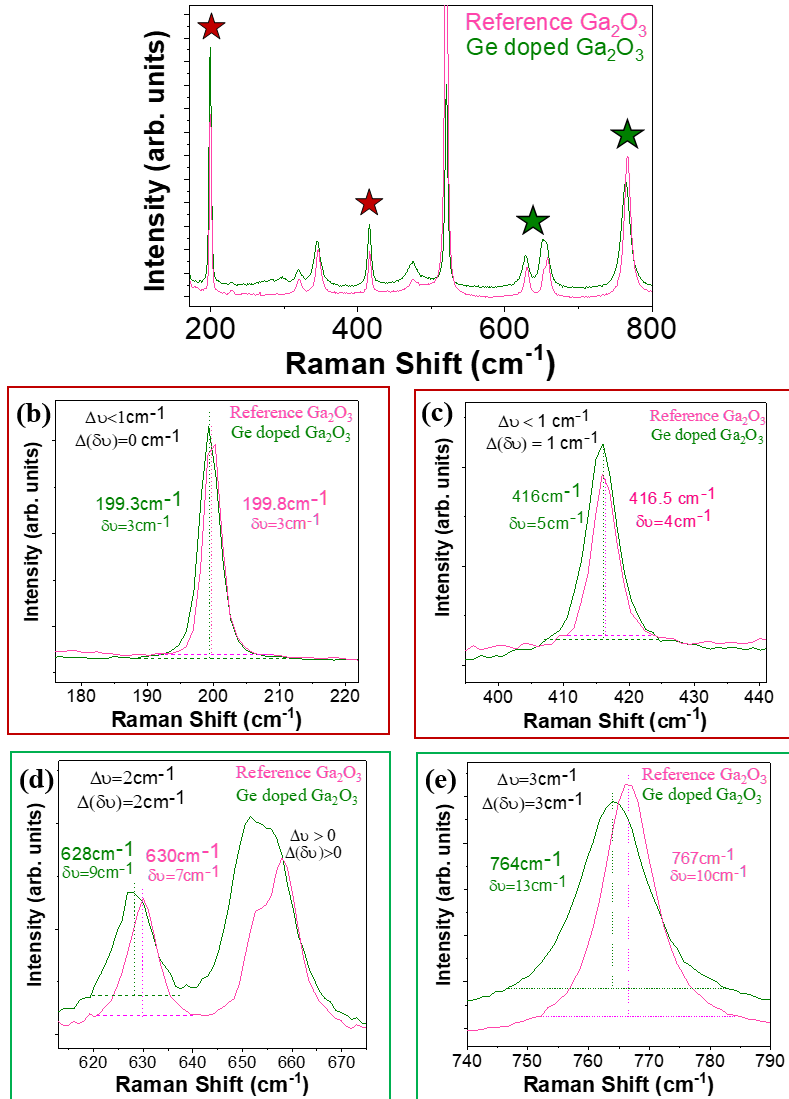 Reference Ga₂O₃
Ge doped Ga₂O₃
Intensity (arb. units)
200 400 600 800
Raman Shift (cm⁻¹)
(b)
Δυ<1cm⁻¹
Δ(δυ)=0 cm⁻¹
Reference Ga₂O₃
Ge doped Ga₂O₃
199.3cm⁻¹
δυ=3cm⁻¹
199.8cm⁻¹
δυ=3cm⁻¹
Intensity (arb. units)
180 190 200 210 220
Raman Shift (cm⁻¹)
(c)
Δυ < 1 cm⁻¹
Δ(δυ) = 1 cm⁻¹
Reference Ga₂O₃
Ge doped Ga₂O₃
416cm⁻¹
δυ=5cm⁻¹
416.5 cm⁻¹
δυ=4cm⁻¹
Intensity (arb. units)
400 410 420 430 440
Raman Shift (cm⁻¹)
(d)
Δυ=2cm⁻¹
Δ(δυ)=2cm⁻¹
Reference Ga₂O₃
Ge doped Ga₂O₃
628cm⁻¹
δυ=9cm⁻¹
630cm⁻¹
δυ=7cm⁻¹
Δυ > 0
Δ(δυ)>0
Intensity (arb. units)
620 630 640 650 660 670
Raman Shift (cm⁻¹)
(e)
Δυ=3cm⁻¹
Δ(δυ)=3cm⁻¹
Reference Ga₂O₃
Ge doped Ga₂O₃
764cm⁻¹
δυ=13cm⁻¹
767cm⁻¹
δυ=10cm⁻¹
Intensity (arb. units)
740 750 760 770 780 790
Raman Shift (cm⁻¹)